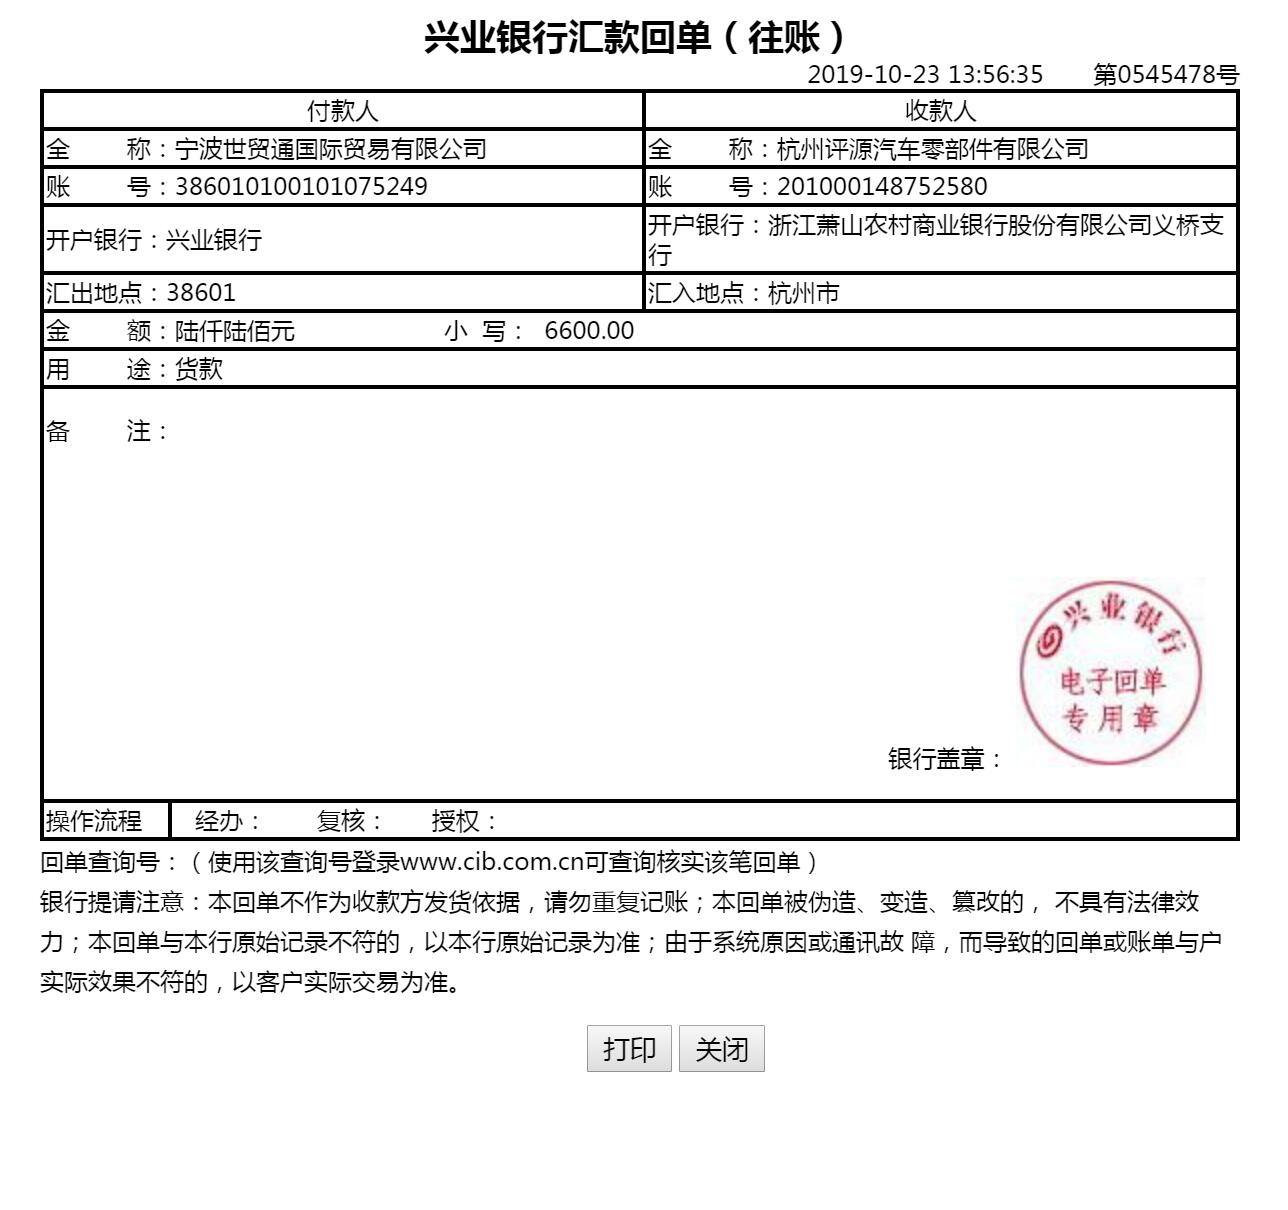 兴业银行汇款回单（往账）
2019-10-23 13:56:35 第0545478号
付款人 收款人
全 称：宁波世贸通国际贸易有限公司 全 称：杭州评源汽车零部件有限公司
账 号：386010100101075249 账 号：201000148752580
开户银行：兴业银行 开户银行：浙江萧山农村商业银行股份有限公司义桥支
行
汇出地点：38601 汇入地点：杭州市
金 额：陆仟陆佰元 小 写： 6600.00
用 途：货款
备 注：
兴业银行
电子回单
专用章
银行盖章：
操作流程 经办： 复核： 授权：
回单查询号：（使用该查询号登录www.cib.com.cn可查询核实该笔回单）
银行提请注意：本回单不作为收款方发货依据，请勿重复记账；本回单被伪造、变造、篡改的， 不具有法律效
力；本回单与本行原始记录不符的，以本行原始记录为准；由于系统原因或通讯故 障，而导致的回单或账单与户
实际效果不符的，以客户实际交易为准。
打印 关闭